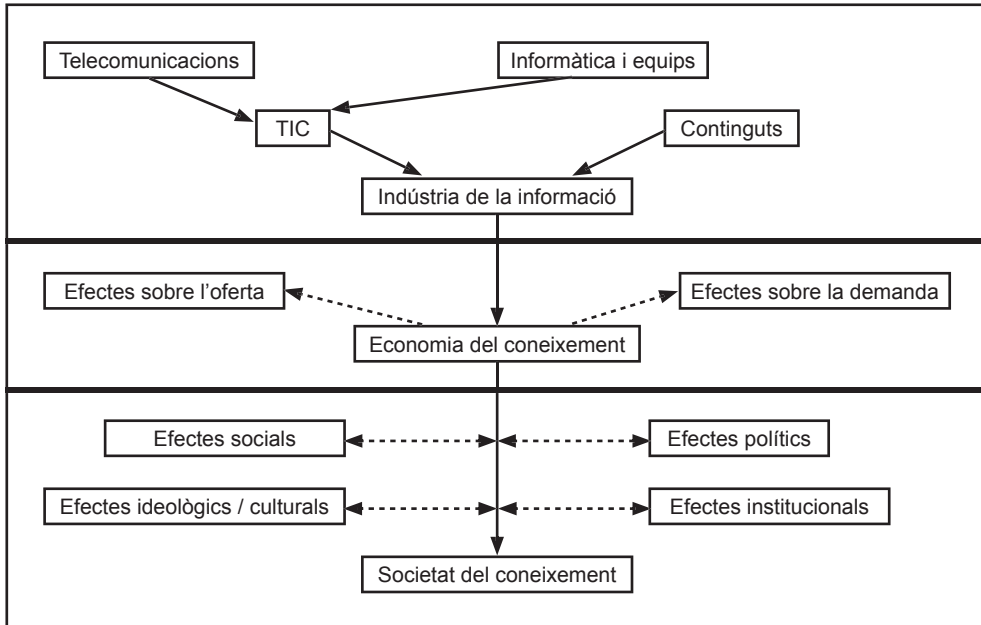 Telecomunicacions
Informàtica i equips
TIC
Continguts
Indústria de la informació
Efectes sobre l’oferta
Efectes sobre la demanda
Economia del coneixement
Efectes socials
Efectes polítics
Efectes ideològics / culturals
Efectes institucionals
Societat del coneixement